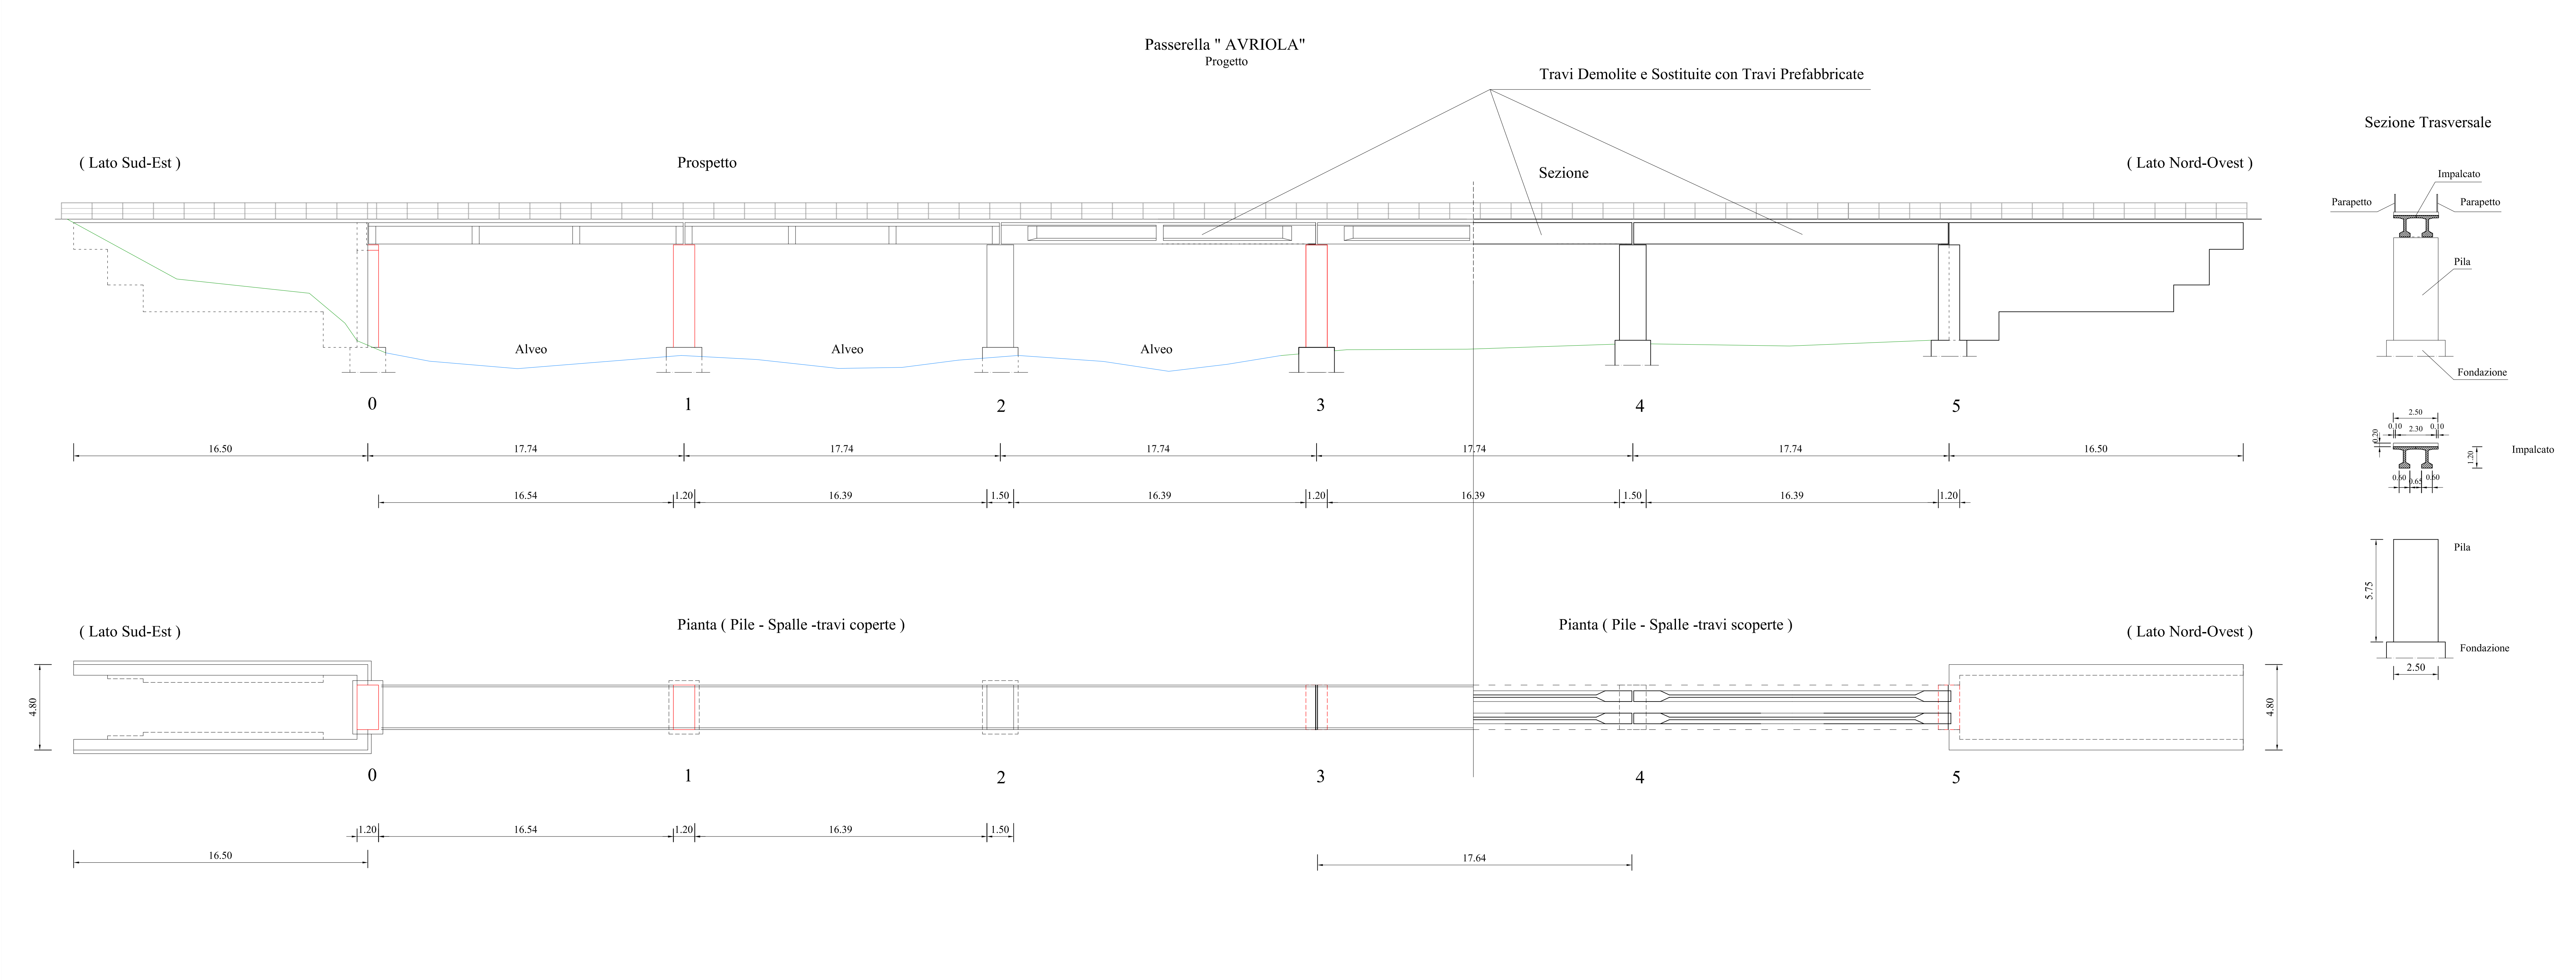 Passerella " AVRIOLA"
Progetto
Travi Demolite e Sostituite con Travi Prefabbricate
Sezione Trasversale
( Lato Sud-Est )
Prospetto
Sezione
( Lato Nord-Ovest )
Impalcato
Parapetto
Parapetto
Pila
Fondazione
Alveo
Alveo
Alveo
0
1
2
3
4
5
16.50
17.74
17.74
17.74
17.74
17.74
16.50
16.54
1.20
16.39
1.50
16.39
1.20
16.39
1.50
16.39
1.20
2.50
0.10
2.30
0.10
0.20
1.20
Impalcato
0.60
0.65
0.60
Pila
5.75
Fondazione
2.50
( Lato Sud-Est )
Pianta ( Pile - Spalle -travi coperte )
Pianta ( Pile - Spalle -travi scoperte )
( Lato Nord-Ovest )
4.80
4.80
0
1
2
3
4
5
1.20
16.54
1.20
16.39
1.50
16.50
17.64